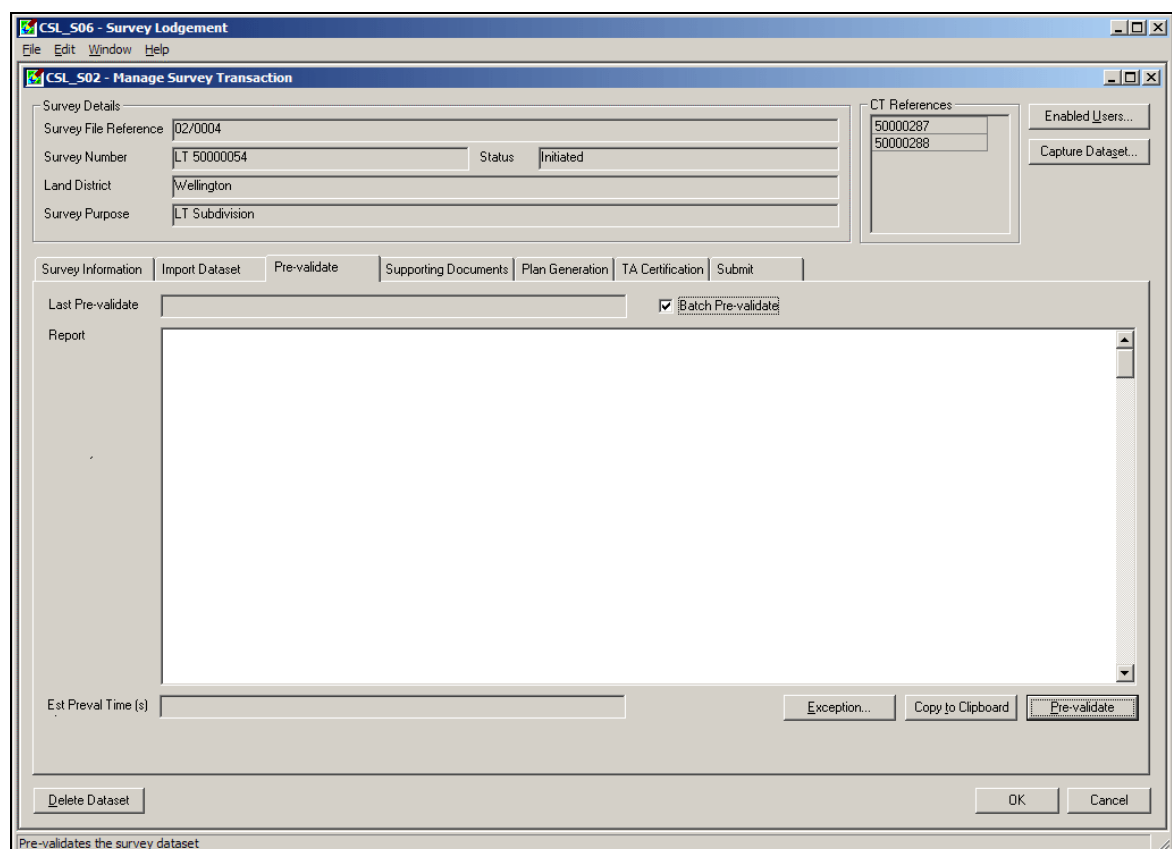 CSL_S06 - Survey Lodgement
File Edit Window Help
CSL_S02 - Manage Survey Transaction
Survey Details
Survey File Reference 02/0004
Survey Number LT 50000054 Status Initiated
Land District Wellington
Survey Purpose LT Subdivision
CT References
50000287
50000288
Enabled Users...
Capture Dataset...
Survey Information Import Dataset Pre-validate Supporting Documents Plan Generation TA Certification Submit
Last Pre-validate Batch Pre-validate
Report
Est Preval Time (s) Exception... Copy to Clipboard Pre-validate
Delete Dataset OK Cancel
Pre-validates the survey dataset